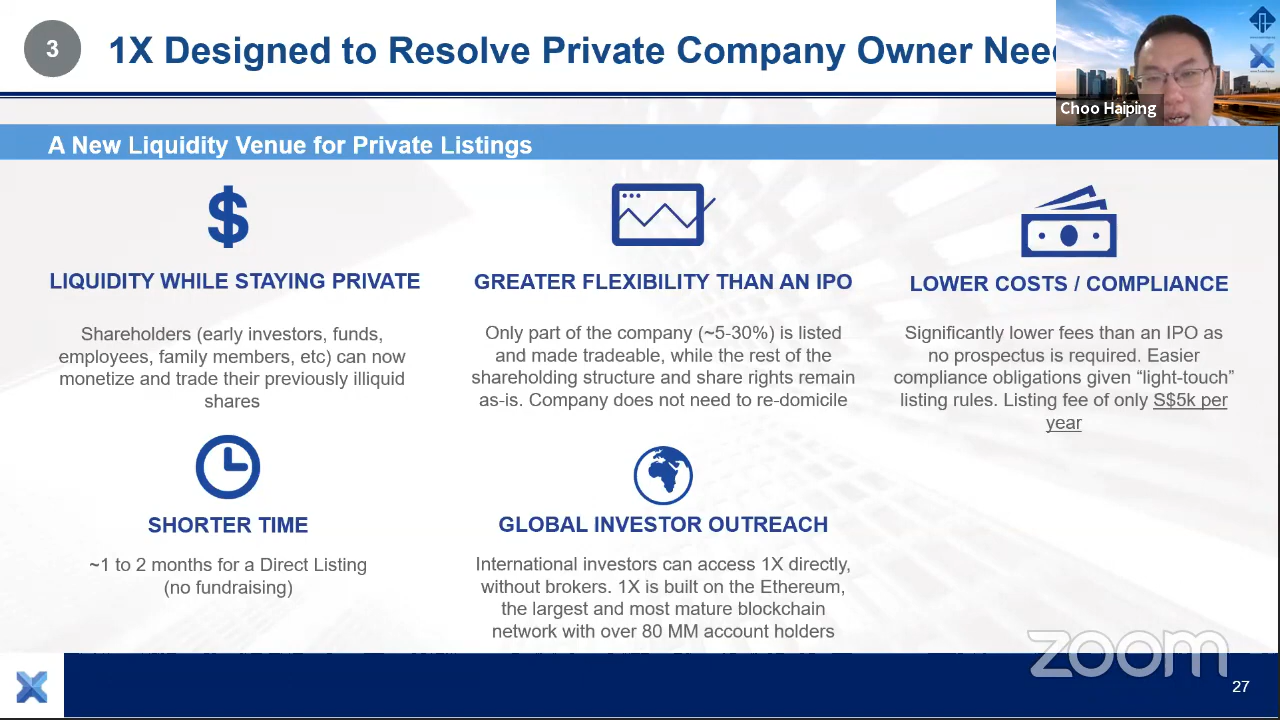 3
1X Designed to Resolve Private Company Owner Nee
Choo Haiping
A New Liquidity Venue for Private Listings
$
LIQUIDITY WHILE STAYING PRIVATE
Shareholders (early investors, funds,
employees, family members, etc) can now
monetize and trade their previously illiquid
shares
GREATER FLEXIBILITY THAN AN IPO
Only part of the company (~5-30%) is listed
and made tradeable, while the rest of the
shareholding structure and share rights remain
as-is. Company does not need to re-domicile
LOWER COSTS / COMPLIANCE
Significantly lower fees than an IPO as
no prospectus is required. Easier
compliance obligations given “light-touch”
listing rules. Listing fee of only S$5k per
year
SHORTER TIME
~1 to 2 months for a Direct Listing
(no fundraising)
GLOBAL INVESTOR OUTREACH
International investors can access 1X directly,
without brokers. 1X is built on the Ethereum,
the largest and most mature blockchain
network with over 80 MM account holders
zoom
27